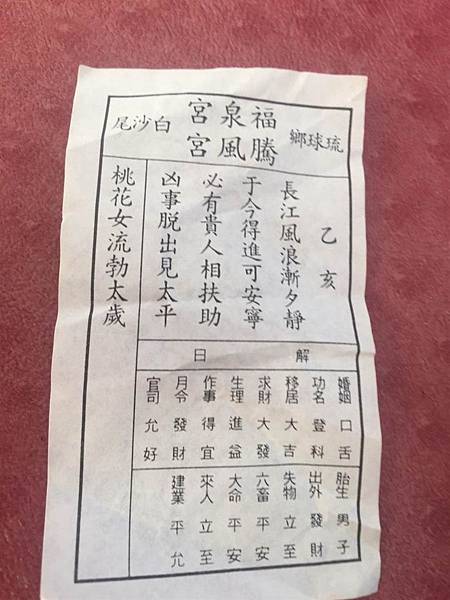 琉球鄉
福泉宮
騰風宮
白沙尾
乙亥
長江風浪漸夕靜
于今得進可安寧
必有貴人相扶助
凶事脫出見太平
桃花女流勃太歲
解日
婚姻口舌
功名登科
移居大吉
求財大發
生理進益
作事得宜
月令發財
官司允好
胎生男子
出外發財
失物立至
六畜平安
大命平安
來人立至
建業平允